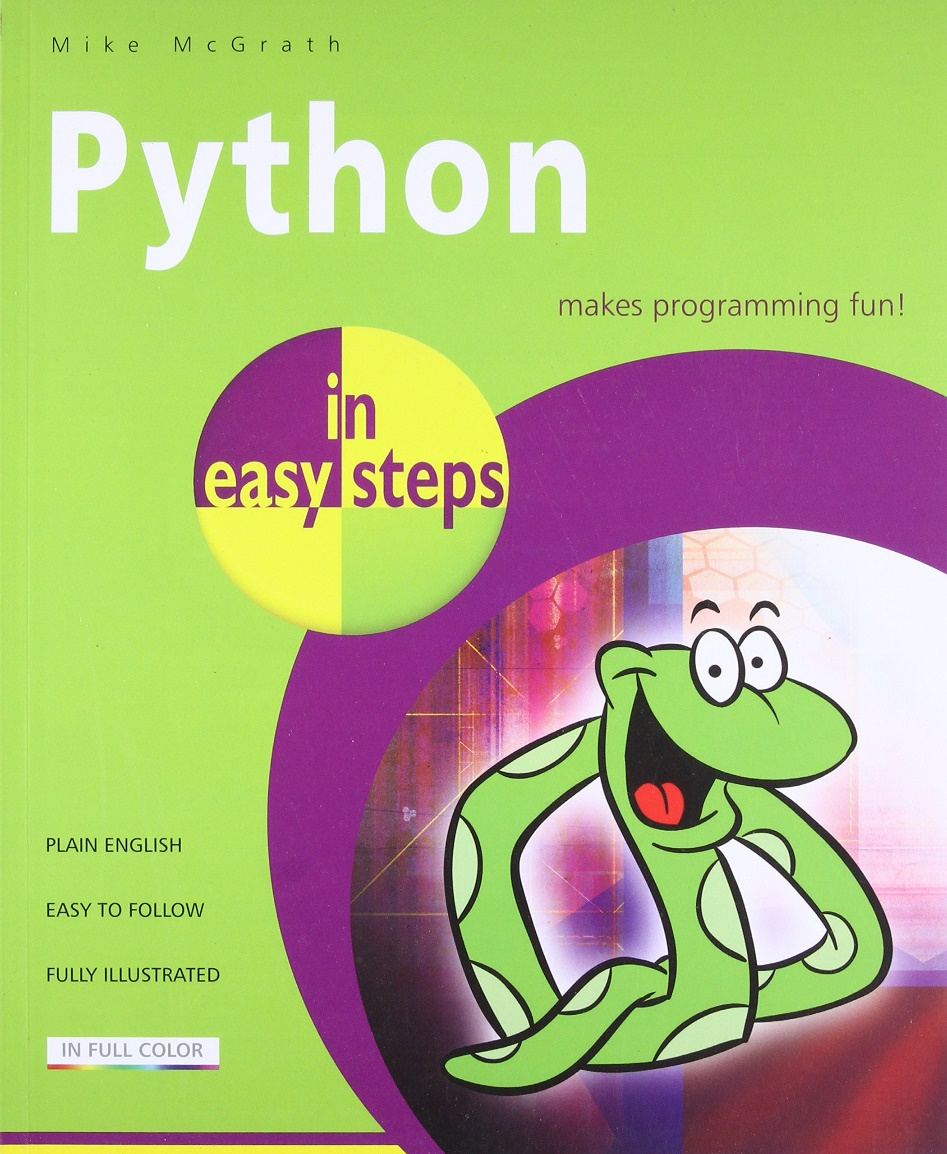 Mike McGrath
Python
makes programming fun!
in
easy steps
PLAIN ENGLISH
EASY TO FOLLOW
FULLY ILLUSTRATED
IN FULL COLOR